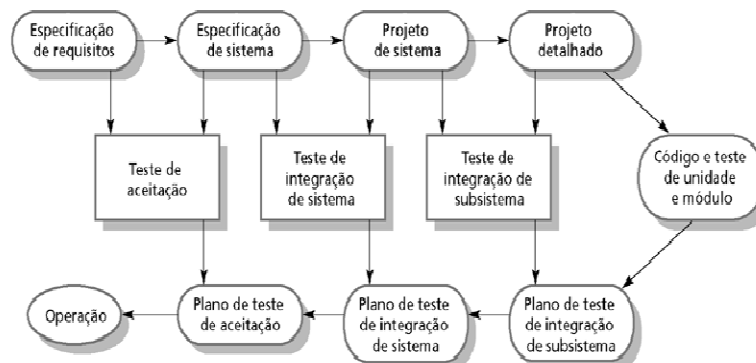 Especificação
de requisitos
Especificação
de sistema
Projeto
de sistema
Projeto
detalhado
Teste de
aceitação
Teste de
integração
de sistema
Teste de
integração de
subsistema
Código e teste
de unidade
e módulo
Operação
Plano de teste
de aceitação
Plano de teste
de integração
de sistema
Plano de teste
de integração
de subsistema